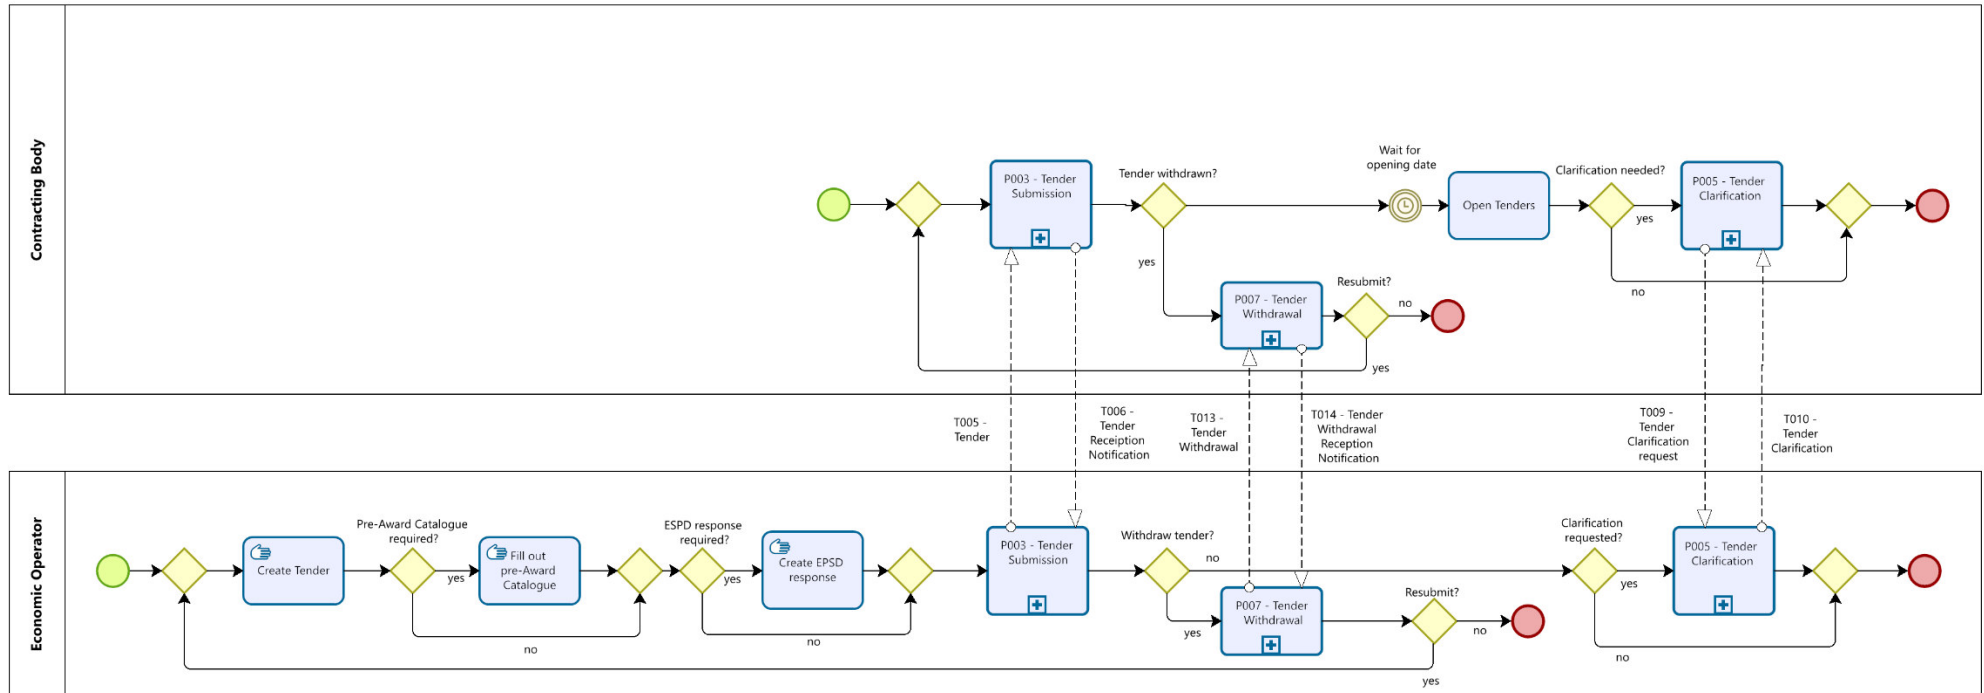 Contracting Body
P003 - Tender
Submission
Tender withdrawn?
yes
P007 - Tender
Withdrawal
Resubmit?
no
yes
Wait for
opening date
Open Tenders
Clarification needed?
yes
no
P005 - Tender
Clarification
T005 -
Tender
T006 -
Tender
Receiption
Notification
T013 -
Tender
Withdrawal
T014 - Tender
Withdrawal
Reception
Notification
T009 -
Tender
Clarification
request
T010 -
Tender
Clarification
Economic Operator
Create Tender
Pre-Award Catalogue
required?
yes
no
Fill out
pre-Award
Catalogue
ESPD response
required?
yes
no
Create EPSD
response
P003 - Tender
Submission
Withdraw tender?
no
yes
P007 - Tender
Withdrawal
Resubmit?
no
yes
Clarification
requested?
yes
no
P005 - Tender
Clarification